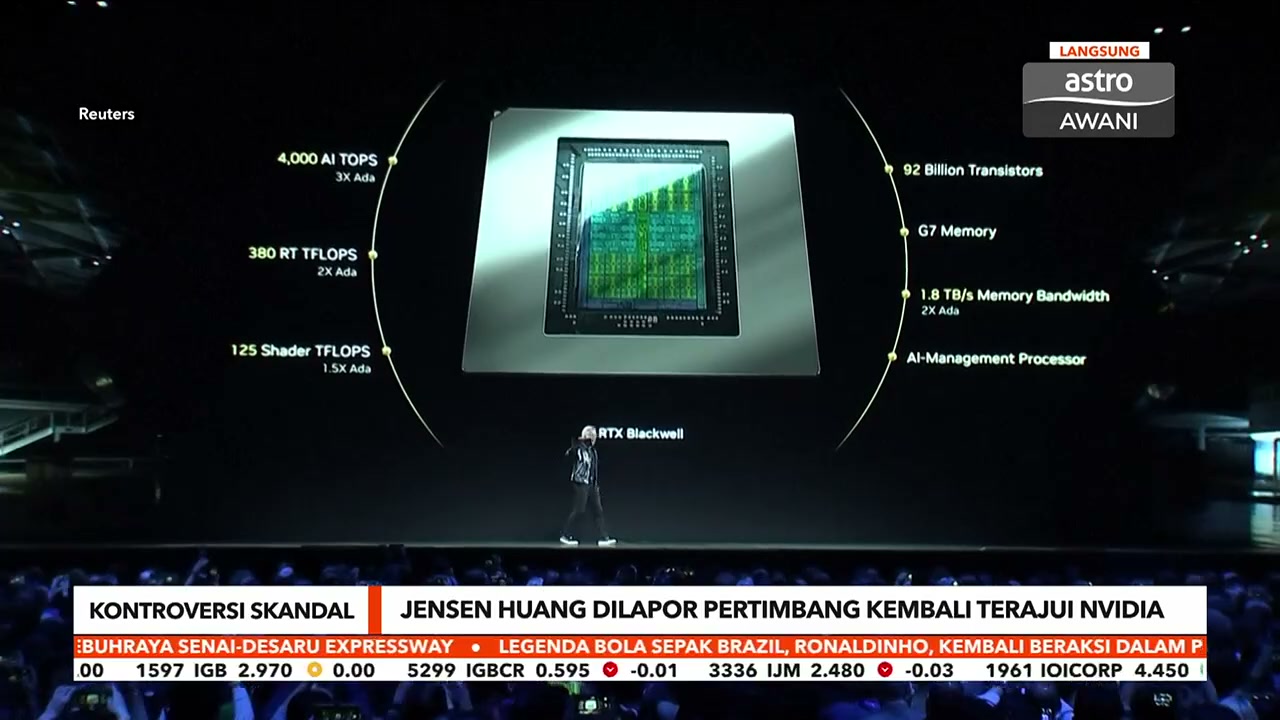 LANGSUNG
astro
AWANI
Reuters
4,000 AI TOPS
3X Ada
380 RT TFLOPS
2X Ada
125 Shader TFLOPS
1.5X Ada
92 Billion Transistors
G7 Memory
1.8 TB/s Memory Bandwidth
2X Ada
AI-Management Processor
RTX Blackwell
KONTROVERSI SKANDAL
JENSEN HUANG DILAPOR PERTIMBANG KEMBALI TERAJUI NVIDIA
EBUHRAYA SENAI-DESARU EXPRESSWAY • LEGENDA BOLA SEPAK BRAZIL, RONALDINHO, KEMBALI BERAKSI DALAM P
.00 1597 IGB 2.970 0.00 5299 IGBCR 0.595 -0.01 3336 IJM 2.480 -0.03 1961 IOICORP 4.450